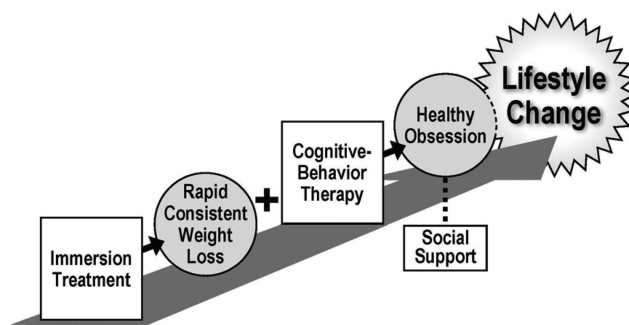 Immersion
Treatment
Rapid
Consistent
Weight
Loss
+
Cognitive-
Behavior
Therapy
Healthy
Obsession
Social
Support
Lifestyle
Change